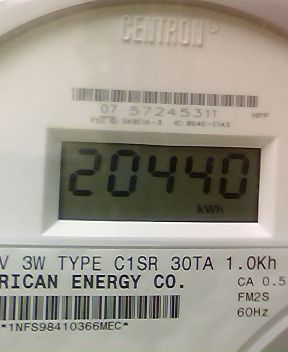 CENTRON®
07 57245311 HPF
20440
kWh
V 3W TYPE C1SR 30TA 1.0Kh
RICAN ENERGY CO. CA 0.5
FM2S
*1NFS98410366MEC* 60Hz